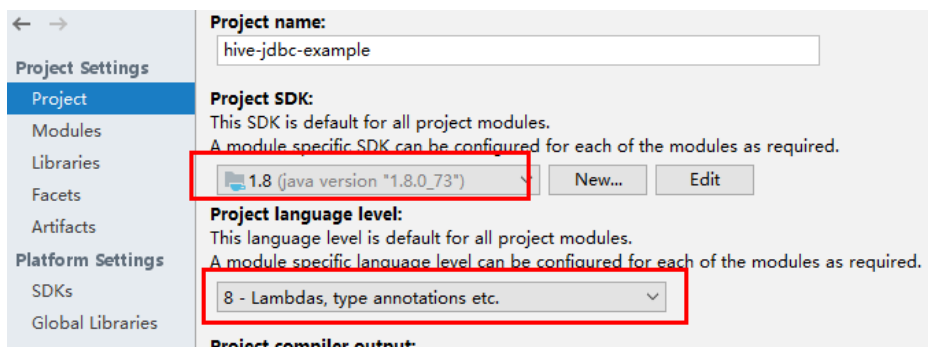 ← →
Project Settings
Project
Modules
Libraries
Facets
Artifacts
Platform Settings
SDKs
Global Libraries
Project name:
hive-jdbc-example
Project SDK:
This SDK is default for all project modules.
A module specific SDK can be configured for each of the modules as required.
1.8 (java version "1.8.0_73") New... Edit
Project language level:
This language level is default for all project modules.
A module specific language level can be configured for each of the modules as required.
8 - Lambdas, type annotations etc.
Project compiler output: